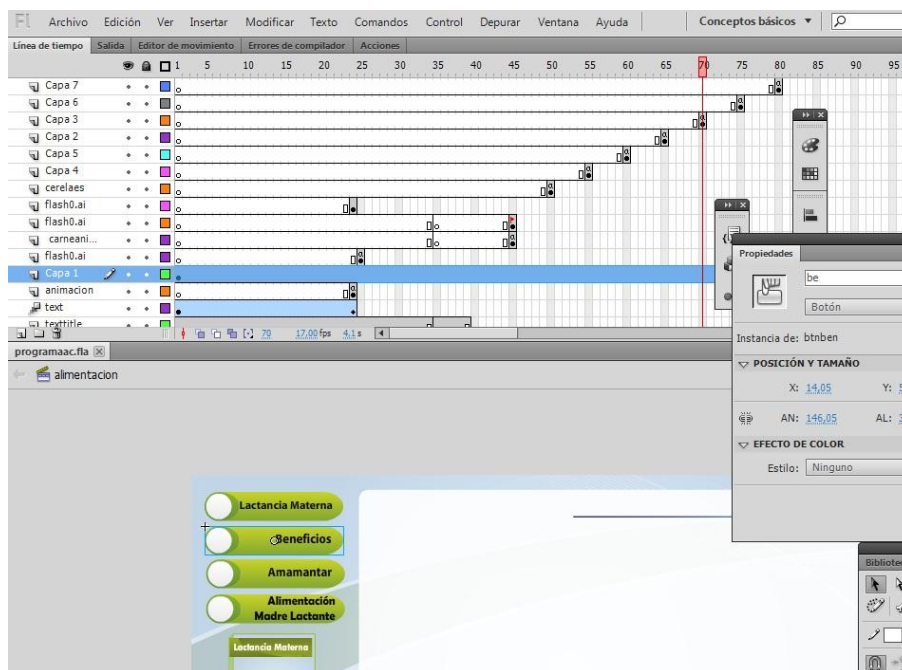 Fl Archivo Edición Ver Insertar Modificar Texto Comandos Control Depurar Ventana Ayuda Conceptos básicos
Línea de tiempo Salida Editor de movimiento Errores de compilador Acciones
1 5 10 15 20 25 30 35 40 45 50 55 60 65 70 75 80 85 90 95
Capa 7
Capa 6
Capa 3
Capa 2
Capa 5
Capa 4
cerelaes
flash0.ai
flash0.ai
carneani...
flash0.ai
Capa 1
animacion
text
texttitle
70 17,00 fps 4,1 s
programaac.fla
alimentacion
Propiedades
be
Botón
Instancia de: btnben
POSICIÓN Y TAMAÑO
X: 14,05 Y:
AN: 146,05 AL:
EFECTO DE COLOR
Estilo: Ninguno
Lactancia Materna
Beneficios
Amamantar
Alimentación
Madre Lactante
Lactancia Materna
Bibliote